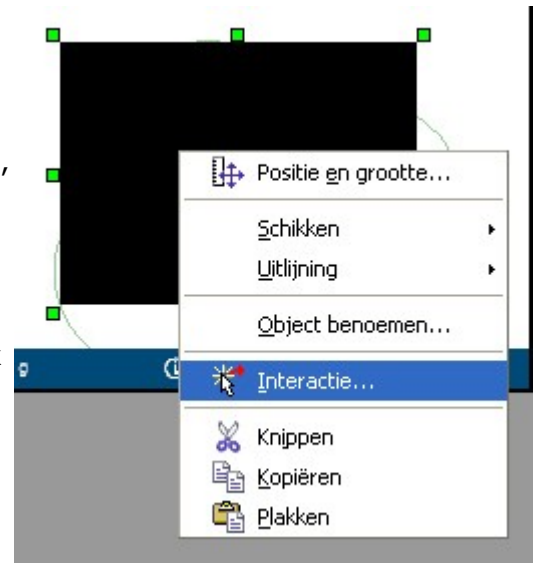 Positie en grootte...
Schikken
Uitlijning
Object benoemen...
Interactie...
Knippen
Kopiëren
Plakken